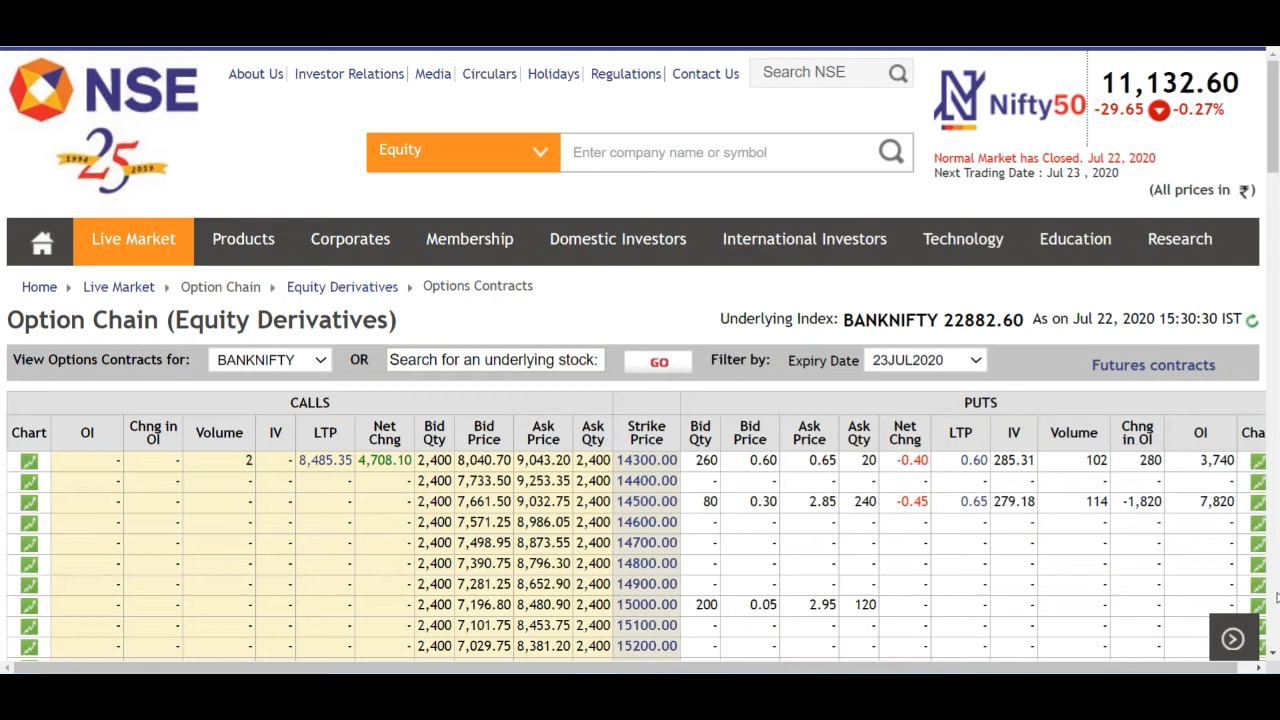 NSE
1994 25 2019
About Us Investor Relations Media Circulars Holidays Regulations Contact Us Search NSE
Equity Enter company name or symbol
Nifty50 11,132.60
-29.65 -0.27%
Normal Market has Closed. Jul 22, 2020
Next Trading Date : Jul 23 , 2020
(All prices in ₹)
Live Market Products Corporates Membership Domestic Investors International Investors Technology Education Research
Home Live Market Option Chain Equity Derivatives Options Contracts
Option Chain (Equity Derivatives) Underlying Index: BANKNIFTY 22882.60 As on Jul 22, 2020 15:30:30 IST
View Options Contracts for: BANKNIFTY OR Search for an underlying stock: GO Filter by: Expiry Date 23JUL2020 Futures contracts
CALLS PUTS
Chart OI Chng in OI Volume IV LTP Net Chng Bid Qty Bid Price Ask Price Ask Qty Strike Price Bid Qty Bid Price Ask Price Ask Qty Net Chng LTP IV Volume Chng in OI OI Cha
- - 2 - 8,485.35 4,708.10 2,400 8,040.70 9,043.20 2,400 14300.00 260 0.60 0.65 20 -0.40 0.60 285.31 102 280 3,740
- - - - - - 2,400 7,733.50 9,253.35 2,400 14400.00 - - - - - - - - - -
- - - - - - 2,400 7,661.50 9,032.75 2,400 14500.00 80 0.30 2.85 240 -0.45 0.65 279.18 114 -1,820 7,820
- - - - - - 2,400 7,571.25 8,986.05 2,400 14600.00 - - - - - - - - - -
- - - - - - 2,400 7,498.95 8,873.55 2,400 14700.00 - - - - - - - - - -
- - - - - - 2,400 7,390.75 8,796.30 2,400 14800.00 - - - - - - - - - -
- - - - - - 2,400 7,281.25 8,652.90 2,400 14900.00 - - - - - - - - - -
- - - - - - 2,400 7,196.80 8,480.90 2,400 15000.00 200 0.05 2.95 120 - - - - - -
- - - - - - 2,400 7,101.75 8,453.75 2,400 15100.00 - - - - - - - - - -
- - - - - - 2,400 7,029.75 8,381.20 2,400 15200.00 - - - - - - - - - -